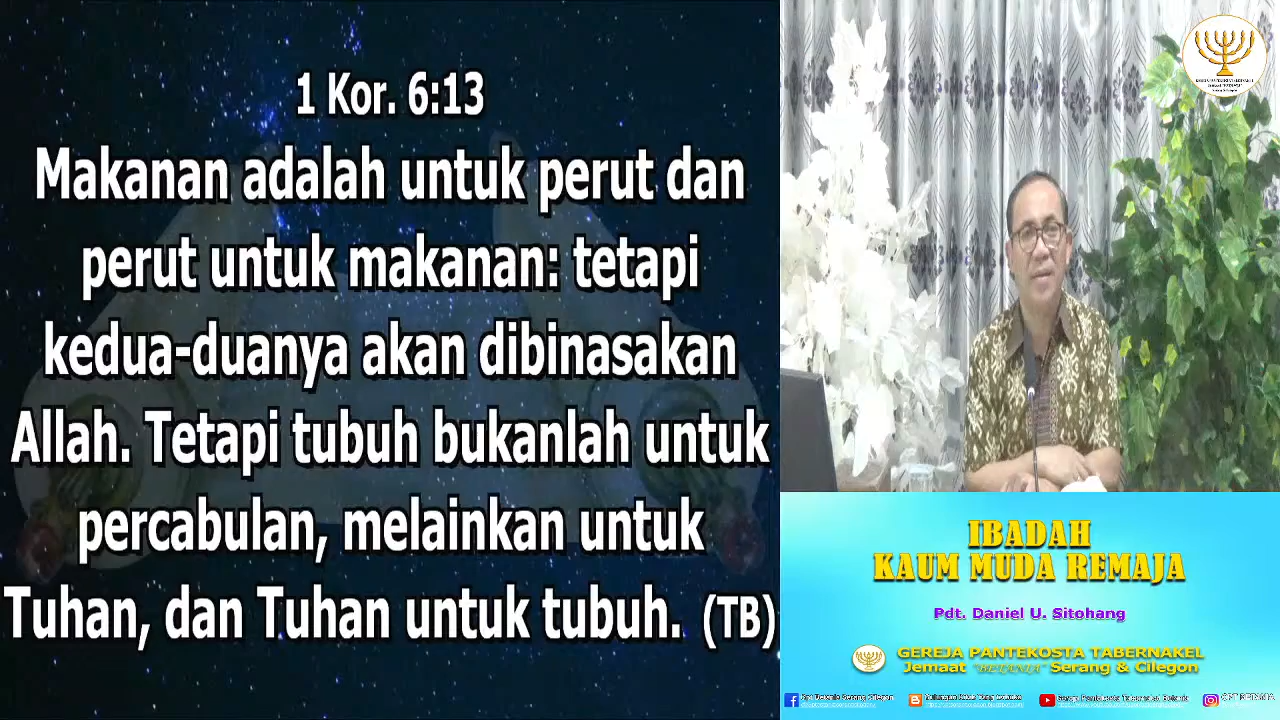 1 Kor. 6:13
Makanan adalah untuk perut dan
perut untuk makanan: tetapi
kedua-duanya akan dibinasakan
Allah. Tetapi tubuh bukanlah untuk
percabulan, melainkan untuk
Tuhan, dan Tuhan untuk tubuh. (TB)
IBADAH
KAUM MUDA REMAJA
Pdt. Daniel U. Sitohang
GEREJA PANTEKOSTA TABERNAKEL
Jemaat "BETANIA" Serang & Cilegon